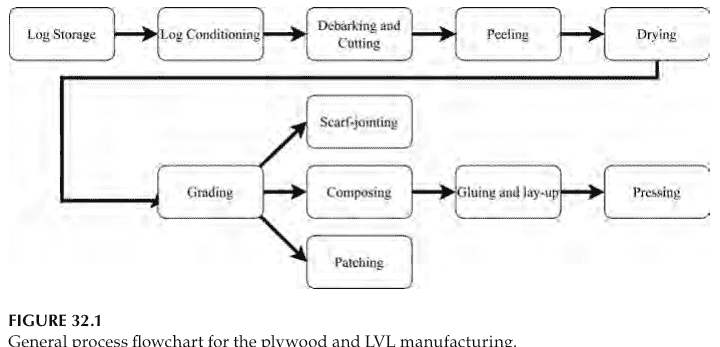 Log Storage
Log Conditioning
Debarking and
Cutting
Peeling
Drying
Scarf-jointing
Grading
Composing
Gluing and lay-up
Pressing
Patching
FIGURE 32.1
General process flowchart for the plywood and LVL manufacturing.